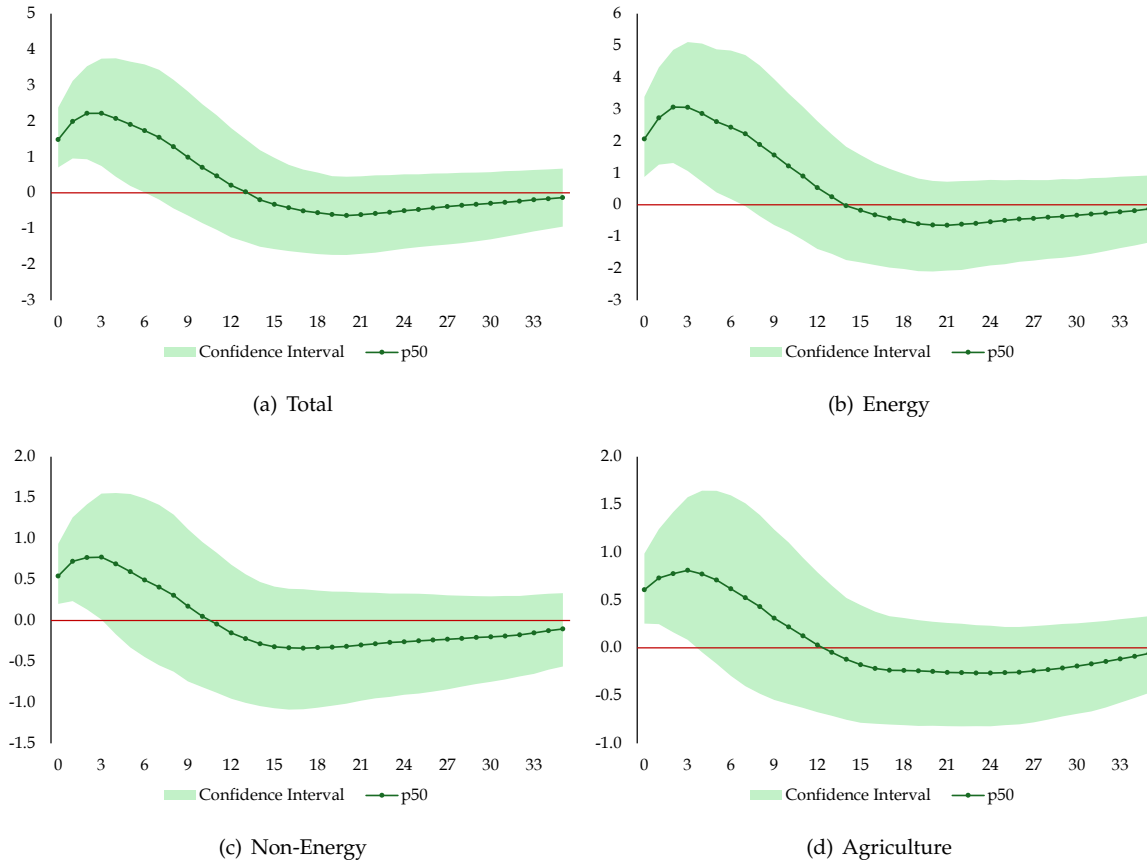 5
4
3
2
1
0
-1
-2
-3
0 3 6 9 12 15 18 21 24 27 30 33
Confidence Interval p50
(a) Total
6
5
4
3
2
1
0
-1
-2
-3
0 3 6 9 12 15 18 21 24 27 30 33
Confidence Interval p50
(b) Energy
2.0
1.5
1.0
0.5
0.0
-0.5
-1.0
-1.5
0 3 6 9 12 15 18 21 24 27 30 33
Confidence Interval p50
(c) Non-Energy
2.0
1.5
1.0
0.5
0.0
-0.5
-1.0
0 3 6 9 12 15 18 21 24 27 30 33
Confidence Interval p50
(d) Agriculture